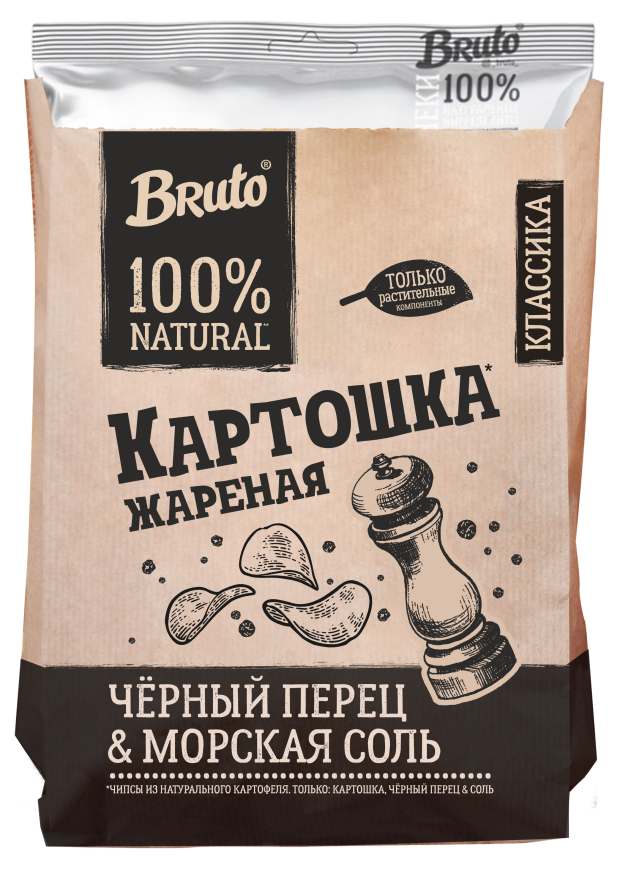 Bruto®
100%
Bruto®
100%
NATURAL
ТОЛЬКО
растительные
КОМПОНЕНТЫ
КЛАССИКА
КАРТОШКА*
ЖАРЕНАЯ
ЧЁРНЫЙ ПЕРЕЦ
& МОРСКАЯ СОЛЬ
*ЧИПСЫ ИЗ НАТУРАЛЬНОГО КАРТОФЕЛЯ. ТОЛЬКО: КАРТОШКА, ЧЁРНЫЙ ПЕРЕЦ & СОЛЬ